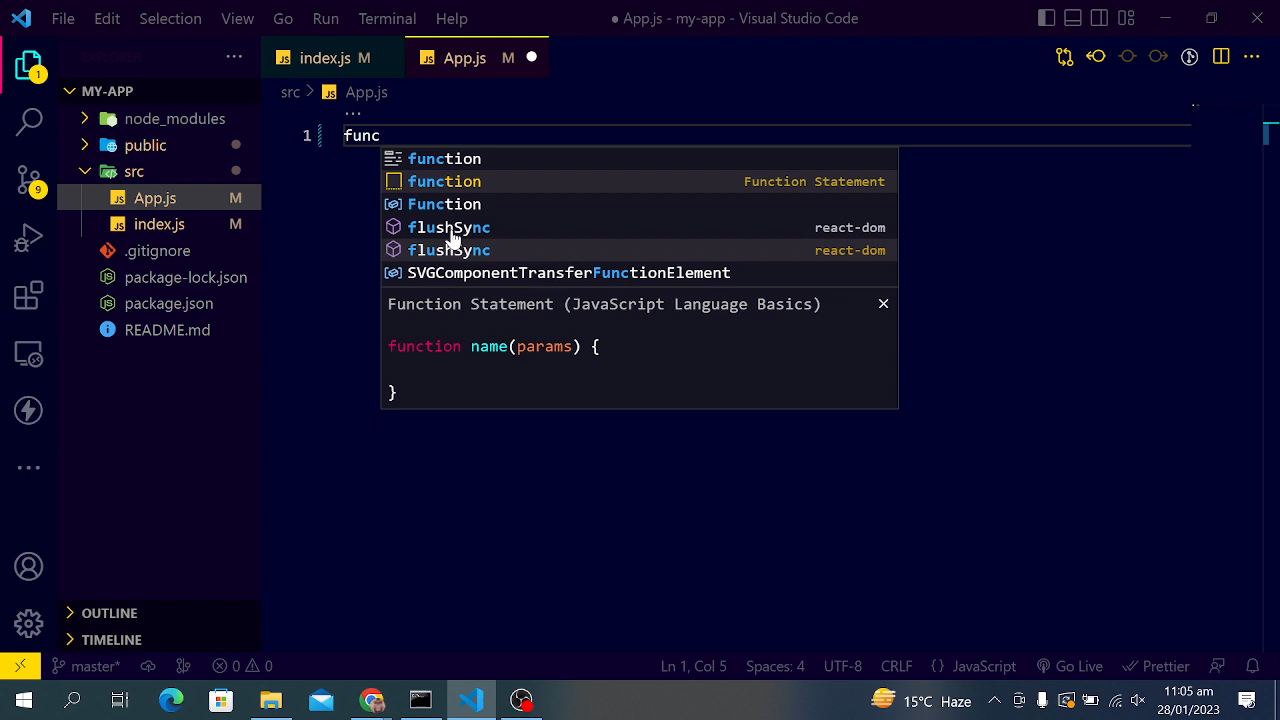 File Edit Selection View Go Run Terminal Help
● App.js - my-app - Visual Studio Code
index.js M
App.js M
MY-APP
src > App.js
node_modules
public
src
App.js M
index.js M
.gitignore
package-lock.json
package.json
README.md
OUTLINE
TIMELINE
1
9
...
1 func
function
function Function Statement
Function
flushSync react-dom
flushSync react-dom
SVGComponentTransferFunctionElement
Function Statement (JavaScript Language Basics)
function name(params) {
}
master* 0 0 Ln 1, Col 5 Spaces: 4 UTF-8 CRLF {} JavaScript Go Live Prettier
15°C Haze
11:05 am
28/01/2023